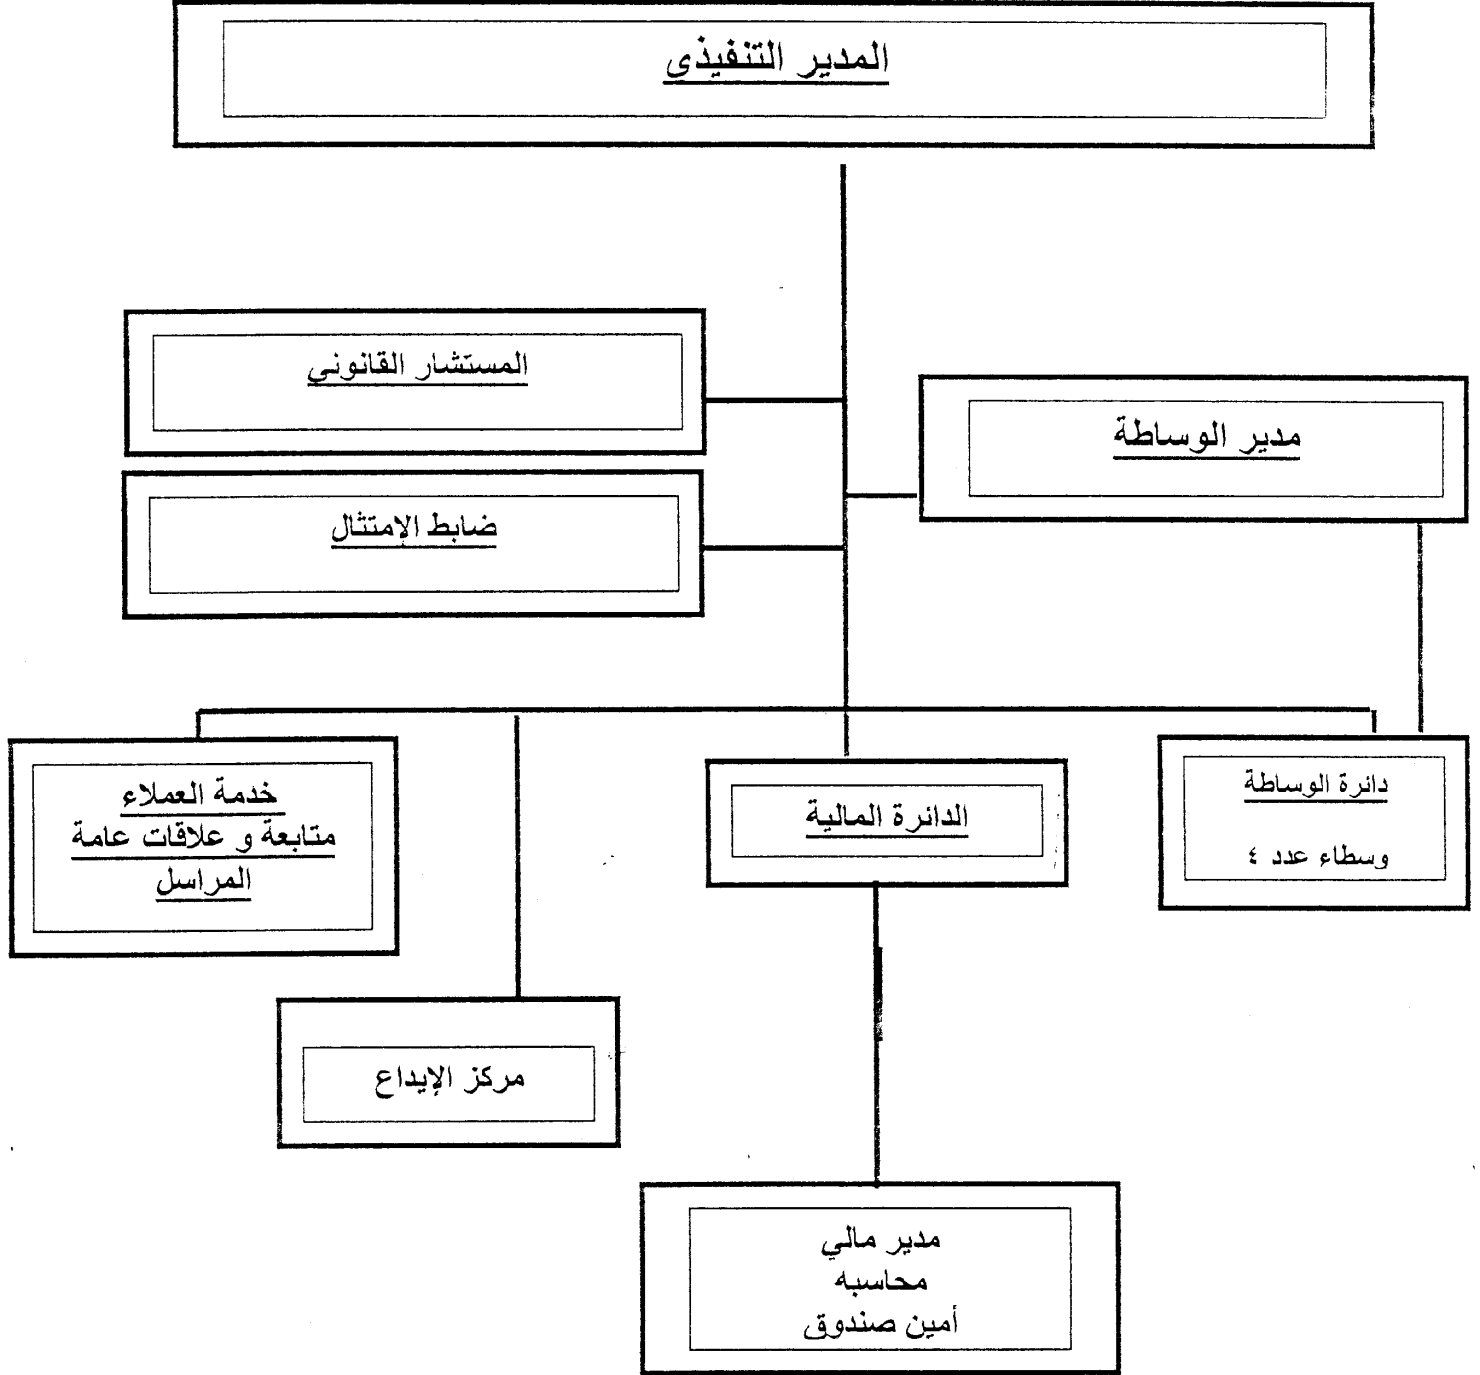 المدير التنفيذي
المستشار القانوني
مدير الوساطة
ضابط الإمتثال
دائرة الوساطة
وسطاء عدد ٤
الدائرة المالية
خدمة العملاء
متابعة و علاقات عامة
المراسل
مركز الإيداع
مدير مالي
محاسبه
أمين صندوق